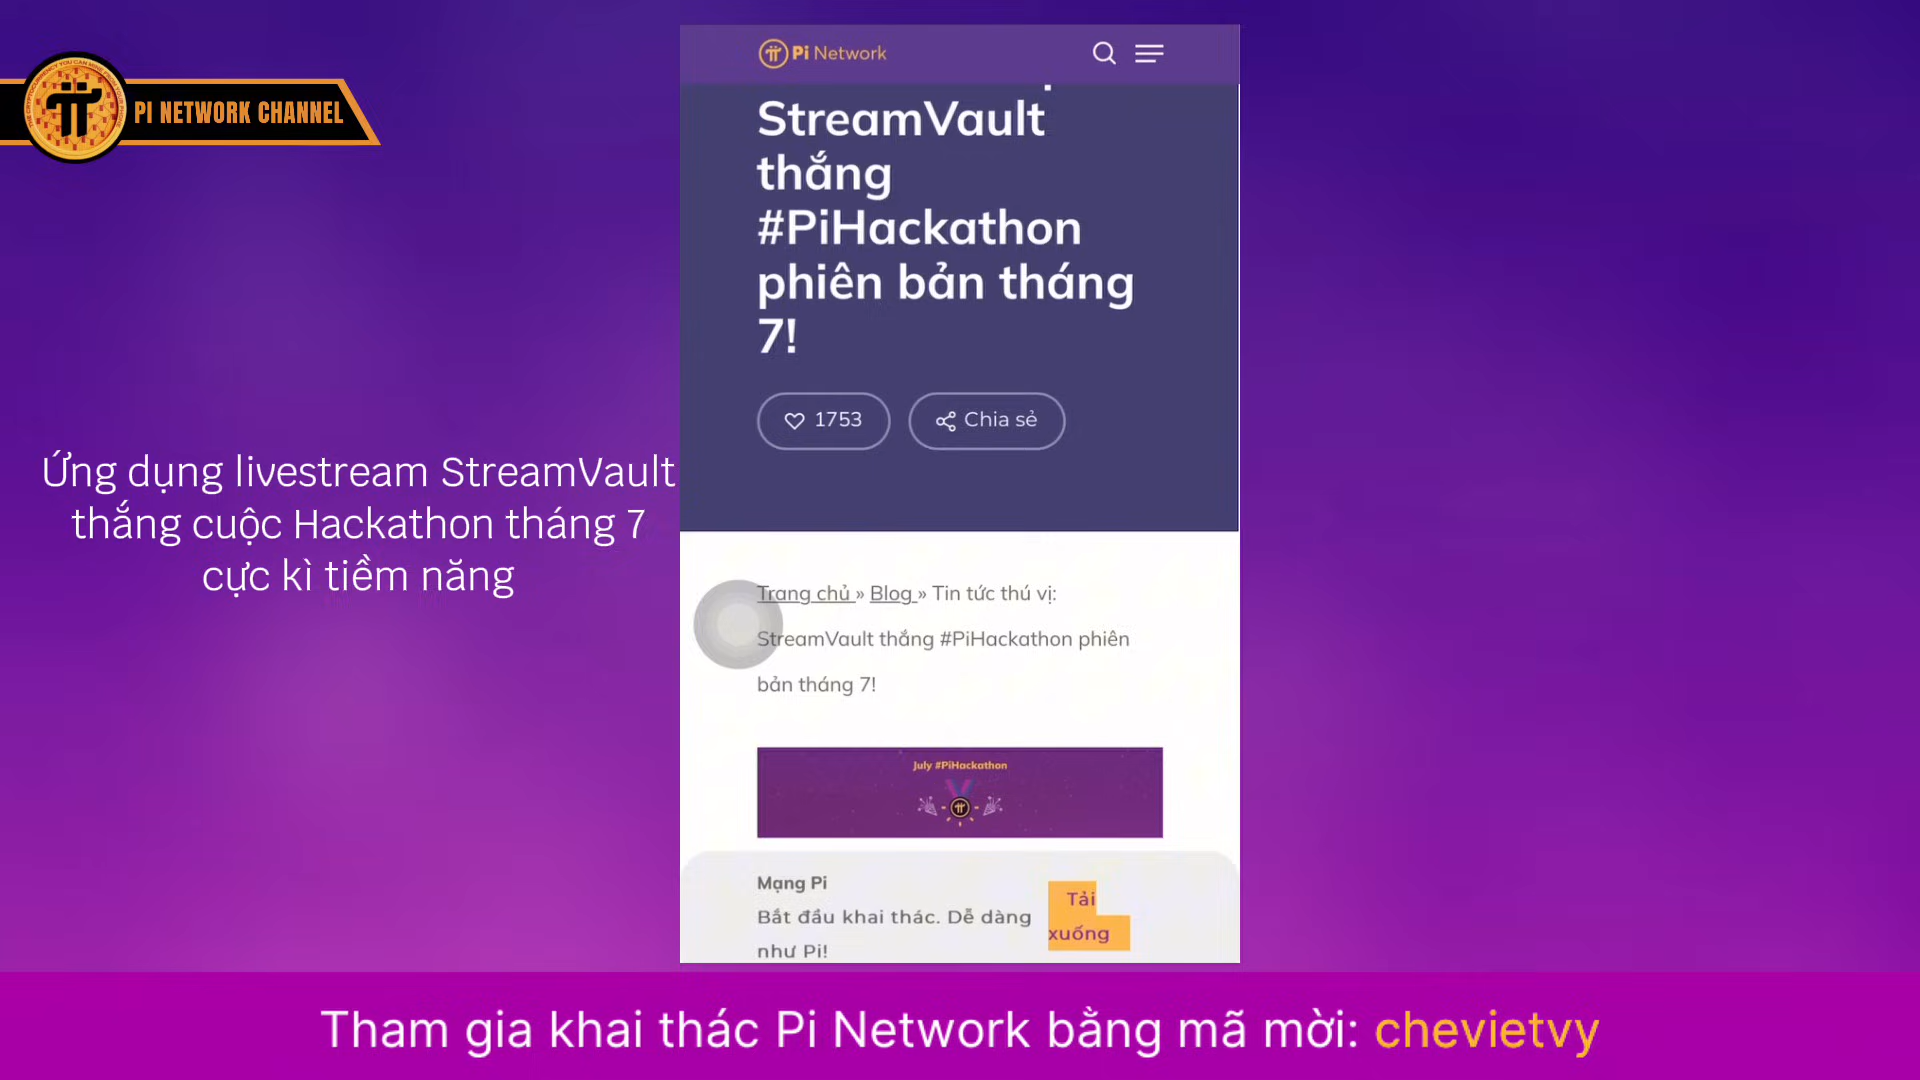 PI NETWORK CHANNEL
Pi Network
StreamVault
thắng
#PiHackathon
phiên bản tháng
7!
1753
Chia sẻ
Ứng dụng livestream StreamVault
thắng cuộc Hackathon tháng 7
cực kì tiềm năng
Trang chủ » Blog » Tin tức thú vị:
StreamVault thắng #PiHackathon phiên
bản tháng 7!
July #PiHackathon
Mạng Pi
Bắt đầu khai thác. Dễ dàng
như Pi!
Tải
xuống
Tham gia khai thác Pi Network bằng mã mời: chevietvy